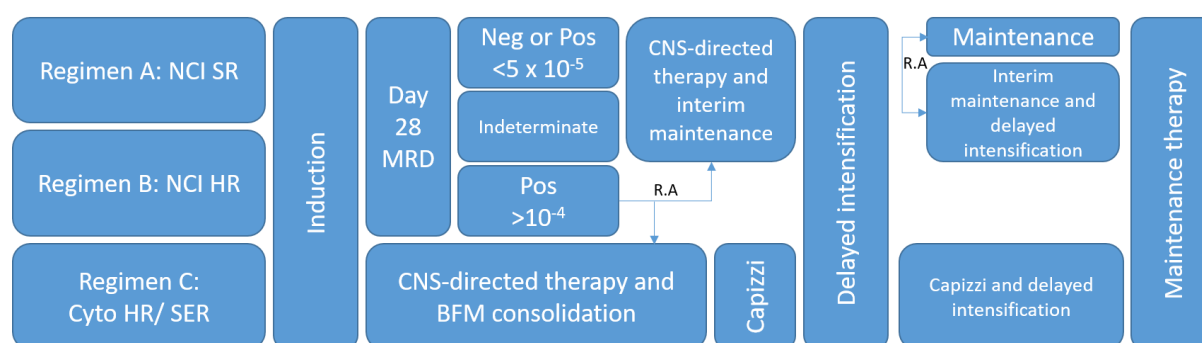 Regimen A: NCI SR
Regimen B: NCI HR
Regimen C:
Cyto HR/ SER
Induction
Day
28
MRD
Neg or Pos
<5 x 10⁻⁵
Indeterminate
Pos
>10⁻⁴
R.A
CNS-directed
therapy and
interim
maintenance
CNS-directed therapy and
BFM consolidation
Capizzi
Delayed intensification
R.A
Maintenance
Interim
maintenance and
delayed
intensification
Capizzi and delayed
intensification
Maintenance therapy